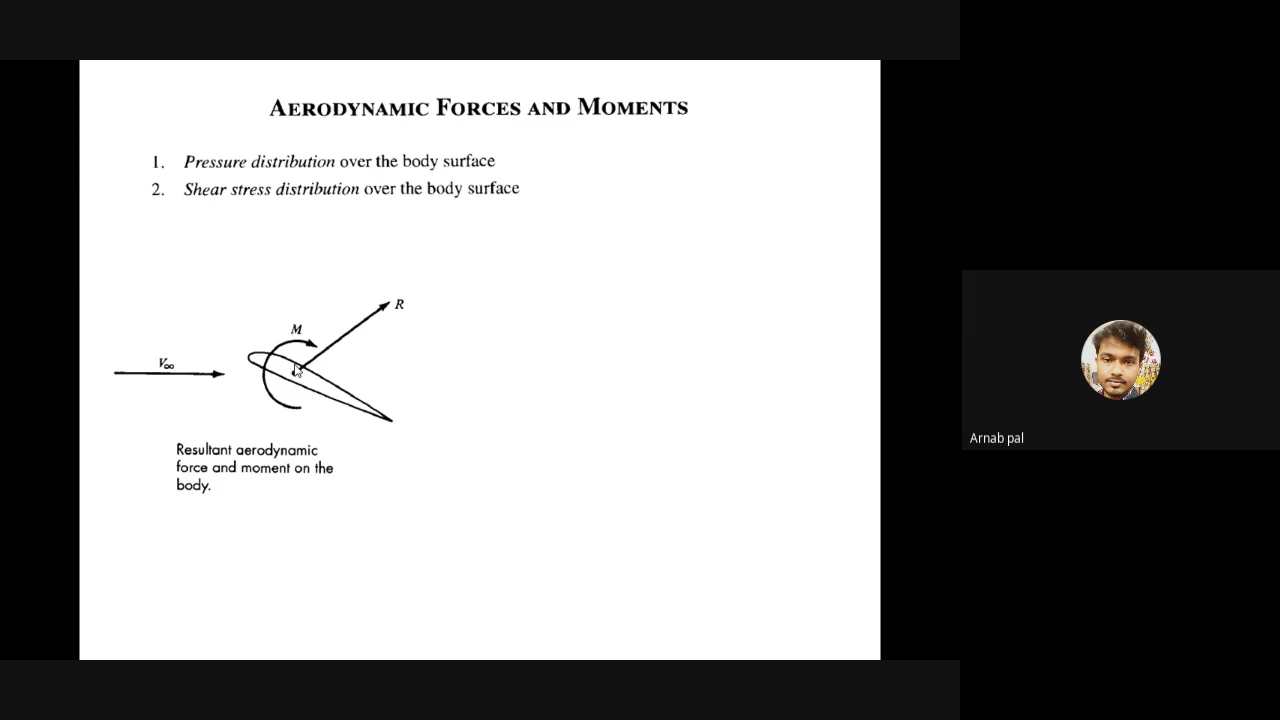 AERODYNAMIC FORCES AND MOMENTS
1. Pressure distribution over the body surface
2. Shear stress distribution over the body surface
R
M
V∞
Resultant aerodynamic
force and moment on the
body.
Arnab pal